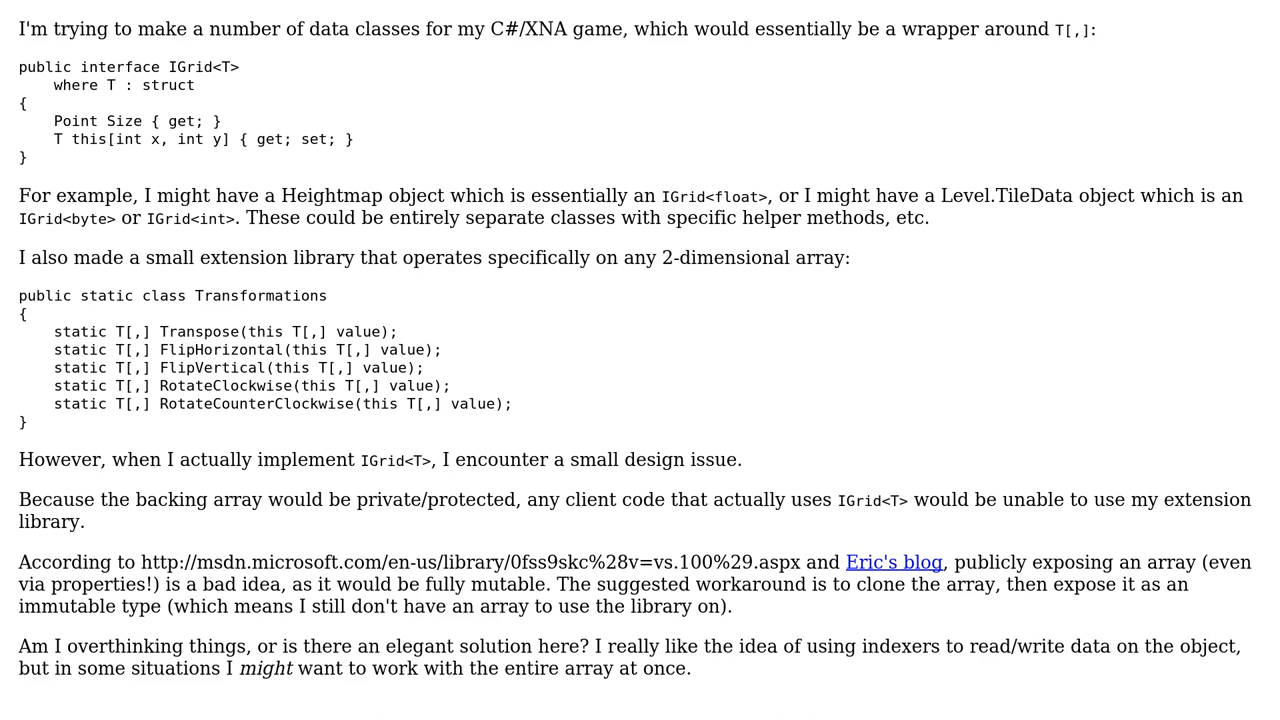 I'm trying to make a number of data classes for my C#/XNA game, which would essentially be a wrapper around T[,]:
public interface IGrid<T>
    where T : struct
{
    Point Size { get; }
    T this[int x, int y] { get; set; }
}
For example, I might have a Heightmap object which is essentially an IGrid<float>, or I might have a Level.TileData object which is an
IGrid<byte> or IGrid<int>. These could be entirely separate classes with specific helper methods, etc.
I also made a small extension library that operates specifically on any 2-dimensional array:
public static class Transformations
{
    static T[,] Transpose(this T[,] value);
    static T[,] FlipHorizontal(this T[,] value);
    static T[,] FlipVertical(this T[,] value);
    static T[,] RotateClockwise(this T[,] value);
    static T[,] RotateCounterClockwise(this T[,] value);
}
However, when I actually implement IGrid<T>, I encounter a small design issue.
Because the backing array would be private/protected, any client code that actually uses IGrid<T> would be unable to use my extension
library.
According to http://msdn.microsoft.com/en-us/library/0fss9skc%28v=vs.100%29.aspx and Eric's blog, publicly exposing an array (even
via properties!) is a bad idea, as it would be fully mutable. The suggested workaround is to clone the array, then expose it as an
immutable type (which means I still don't have an array to use the library on).
Am I overthinking things, or is there an elegant solution here? I really like the idea of using indexers to read/write data on the object,
but in some situations I might want to work with the entire array at once.